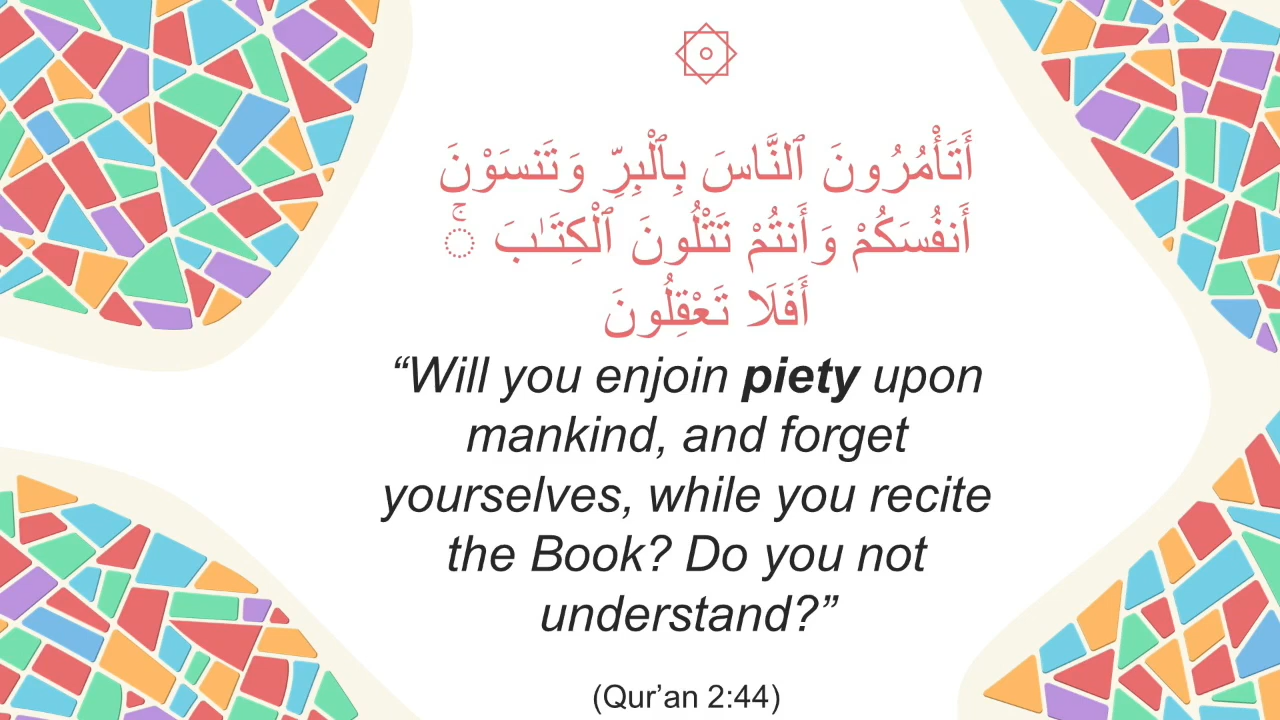 أَتَأْمُرُونَ ٱلنَّاسَ بِٱلْبِرِّ وَتَنسَوْنَ
أَنفُسَكُمْ وَأَنتُمْ تَتْلُونَ ٱلْكِتَـٰبَ ۚ
أَفَلَا تَعْقِلُونَ
“Will you enjoin piety upon
mankind, and forget
yourselves, while you recite
the Book? Do you not
understand?”
(Qur’an 2:44)